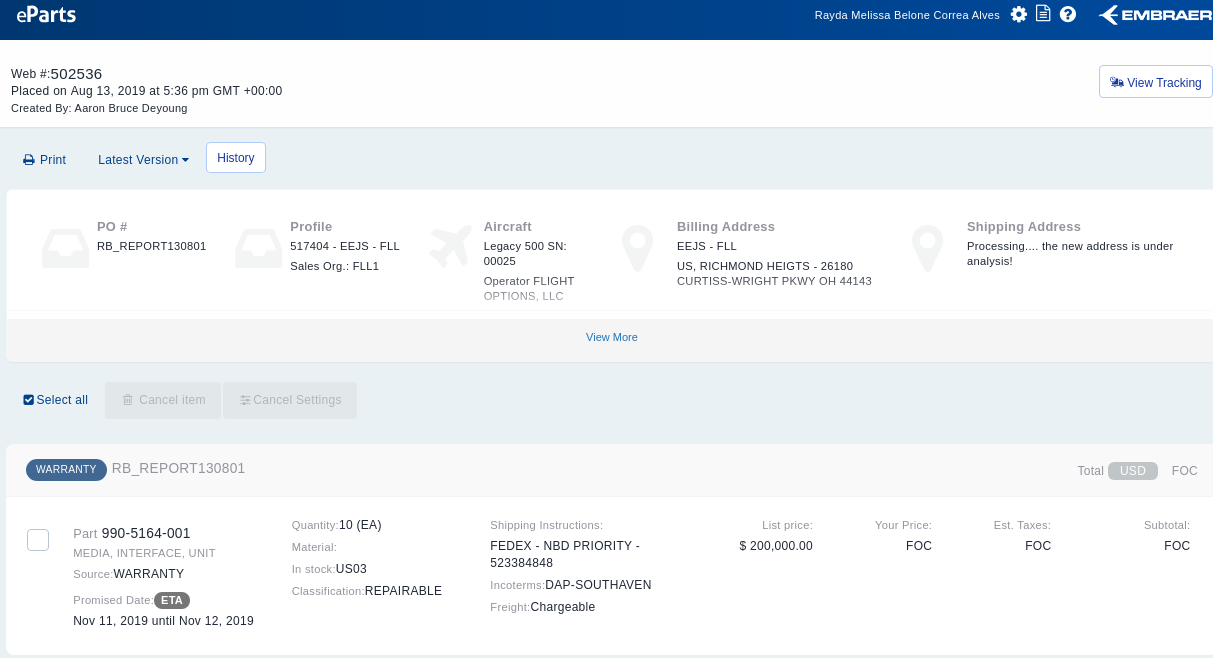 eParts
Rayda Melissa Belone Correa Alves
EMBRAER
Web #:502536
Placed on Aug 13, 2019 at 5:36 pm GMT +00:00
Created By: Aaron Bruce Deyoung
View Tracking
Print
Latest Version
History
PO #
RB_REPORT130801
Profile
517404 - EEJS - FLL
Sales Org.: FLL1
Aircraft
Legacy 500 SN:
00025
Operator FLIGHT
OPTIONS, LLC
Billing Address
EEJS - FLL
US, RICHMOND HEIGTS - 26180
CURTISS-WRIGHT PKWY OH 44143
Shipping Address
Processing.... the new address is under
analysis!
View More
Select all
Cancel item
Cancel Settings
WARRANTY RB_REPORT130801
Total USD FOC
Part 990-5164-001
MEDIA, INTERFACE, UNIT
Source:WARRANTY
Promised Date:ETA
Nov 11, 2019 until Nov 12, 2019
Quantity:10 (EA)
Material:
In stock:US03
Classification:REPAIRABLE
Shipping Instructions:
FEDEX - NBD PRIORITY -
523384848
Incoterms:DAP-SOUTHAVEN
Freight:Chargeable
List price:
$ 200,000.00
Your Price:
FOC
Est. Taxes:
FOC
Subtotal:
FOC